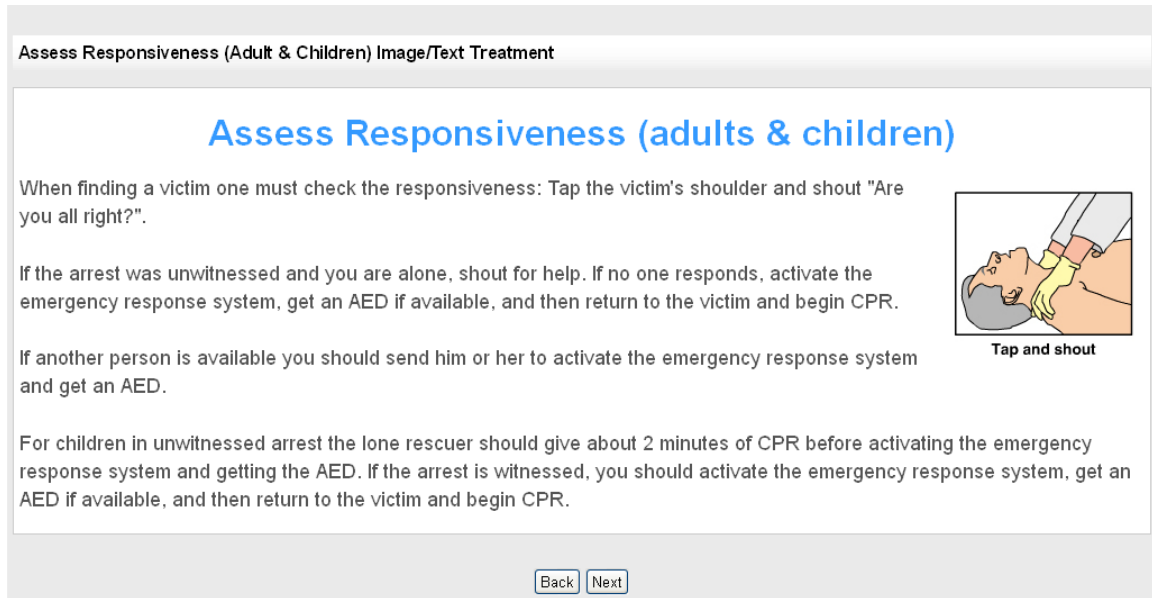 Assess Responsiveness (Adult & Children) Image/Text Treatment
Assess Responsiveness (adults & children)
When finding a victim one must check the responsiveness: Tap the victim's shoulder and shout "Are
you all right?".
If the arrest was unwitnessed and you are alone, shout for help. If no one responds, activate the
emergency response system, get an AED if available, and then return to the victim and begin CPR.
Tap and shout
If another person is available you should send him or her to activate the emergency response system
and get an AED.
For children in unwitnessed arrest the lone rescuer should give about 2 minutes of CPR before activating the emergency
response system and getting the AED. If the arrest is witnessed, you should activate the emergency response system, get an
AED if available, and then return to the victim and begin CPR.
Back Next